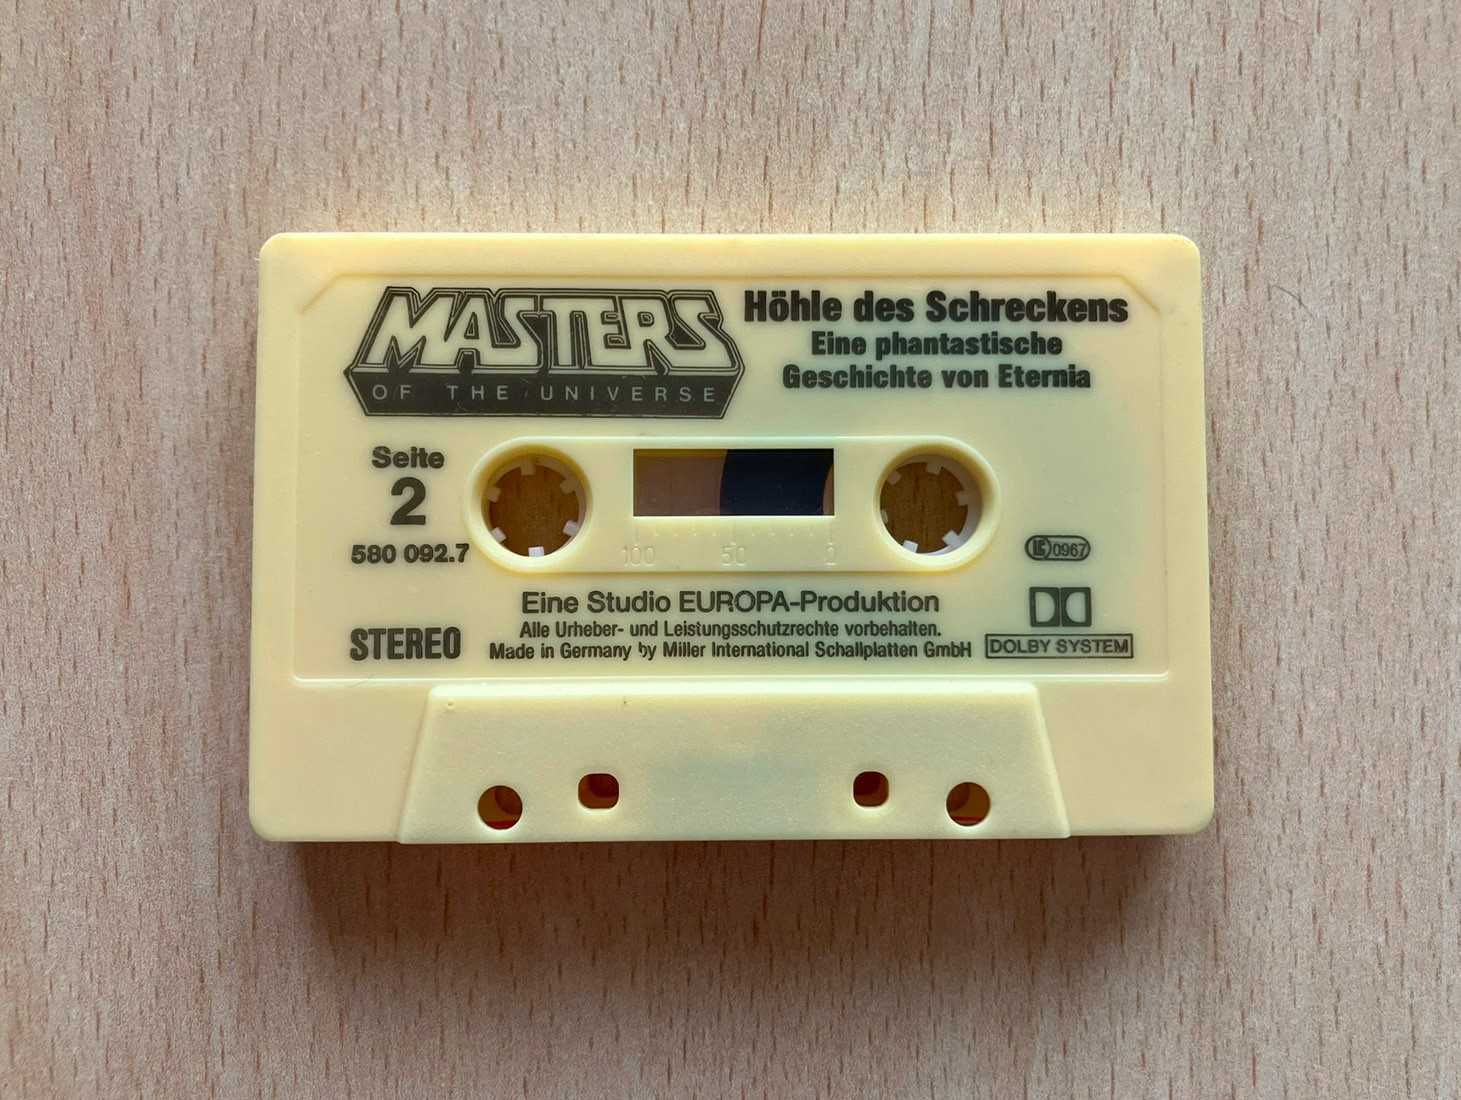 MASTERS
OF THE UNIVERSE
Höhle des Schreckens
Eine phantastische
Geschichte von Eternia
Seite
2
580 092.7
100 50 0
LC 0967
Eine Studio EUROPA-Produktion
Alle Urheber- und Leistungsschutzrechte vorbehalten.
STEREO
Made in Germany by Miller International Schallplatten GmbH
DOLBY SYSTEM